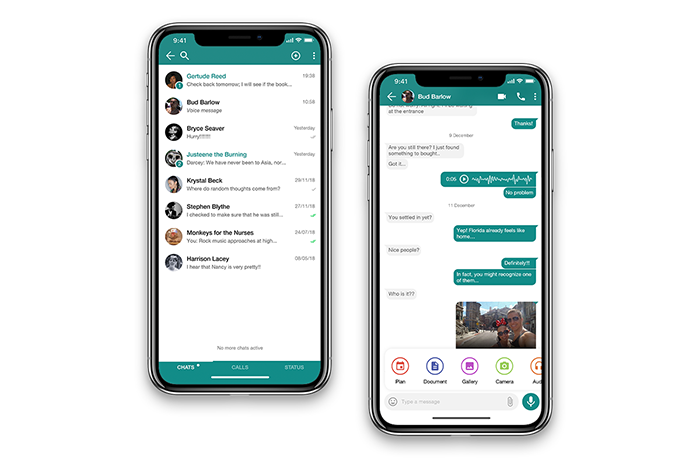 9:41
Gertude Reed
19:38
Check back tomorrow; I will see if the book...
1
Bud Barlow
10:58
Voice message
Bryce Seaver
Yesterday
Hurry!!!!!!!
Justeene the Burning
Yesterday
Darcey: We have never been to Asia, nor...
2
Krystal Beck
29/11/18
Where do random thoughts come from?
Stephen Blythe
27/11/18
I checked to make sure that he was still...
Monkeys for the Nurses
24/07/18
You: Rock music approaches at high...
Harrison Lacey
08/05/18
I hear that Nancy is very pretty!!
No more chats active
CHATS
CALLS
STATUS
9:41
Bud Barlow
at the entrance
Thanks!
9 December
Are you still there? I just found
something to bought..
Got it...
0:05
No problem
11 December
You settled in yet?
Yep! Florida already feels like
home....
Nice people?
Definitely!!!
In fact, you might recognize one
of them...
Who is it??
iPlan
Document
Gallery
Camera
Type a message